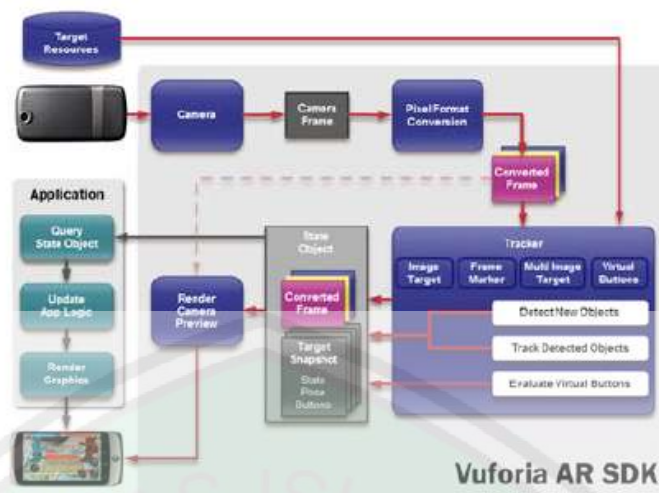 Target
Resources
Camera
Camera
Frame
Pixel Format
Conversion
Converted
Frame
Application
Query
State Object
Update
App Logic
Render
Graphics
Render
Camera
Preview
State
Object
Converted
Frame
Target
Snapshot
State
Pose
Buttons
Tracker
Image
Target
Frame
Marker
Multi Image
Target
Virtual
Buttons
Detect New Objects
Track Detected Objects
Evaluate Virtual Buttons
Vuforia AR SDK